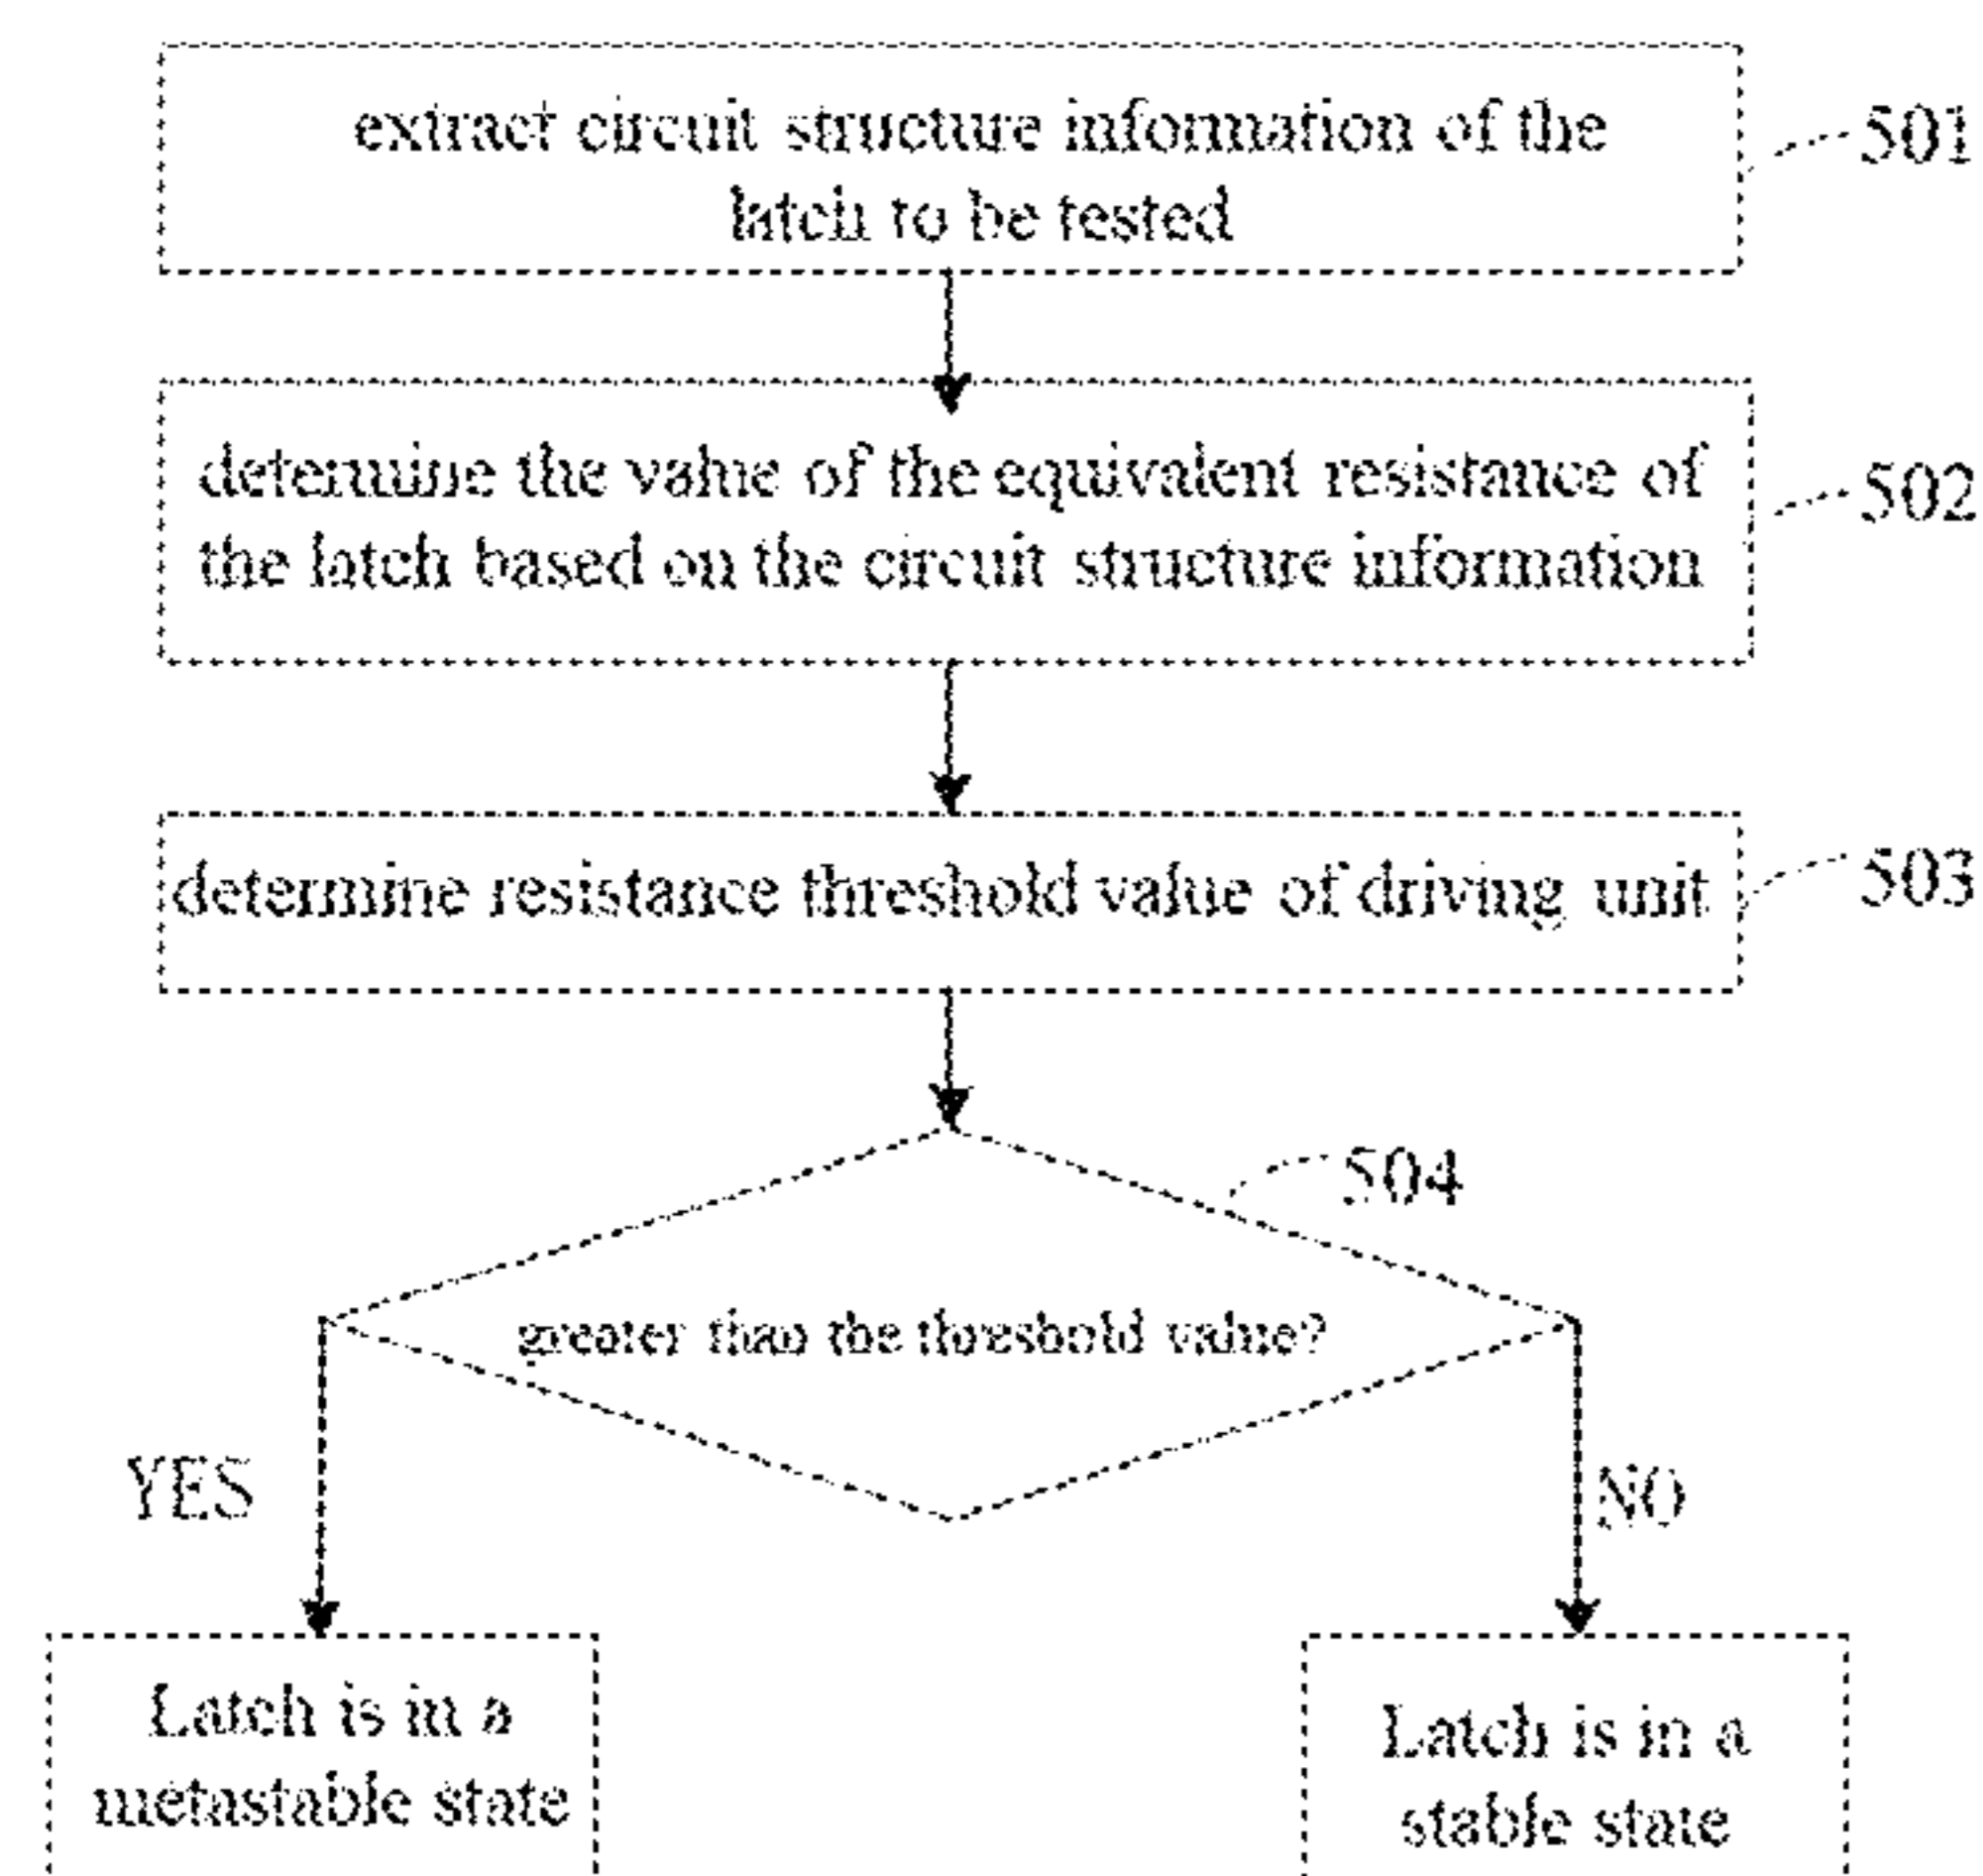 extract circuit structure information of the
latch to be tested
501
determine the value of the equivalent resistance of
the latch based on the circuit structure information
502
determine resistance threshold value of driving unit
503
504
greater than the threshold value?
YES
NO
Latch is in a
metastable state
Latch is in a
stable state